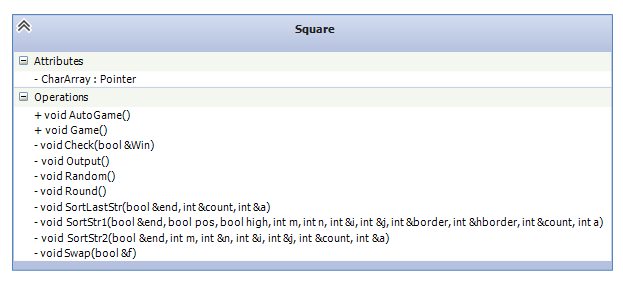 Square
Attributes
- CharArray : Pointer
Operations
+ void AutoGame()
+ void Game()
- void Check(bool &Win)
- void Output()
- void Random()
- void Round()
- void SortLastStr(bool &end, int &count, int &a)
- void SortStr1(bool &end, bool pos, bool high, int m, int n, int &i, int &j, int &border, int &hborder, int &count, int a)
- void SortStr2(bool &end, int m, int &n, int &i, int &j, int &count, int &a)
- void Swap(bool &f)